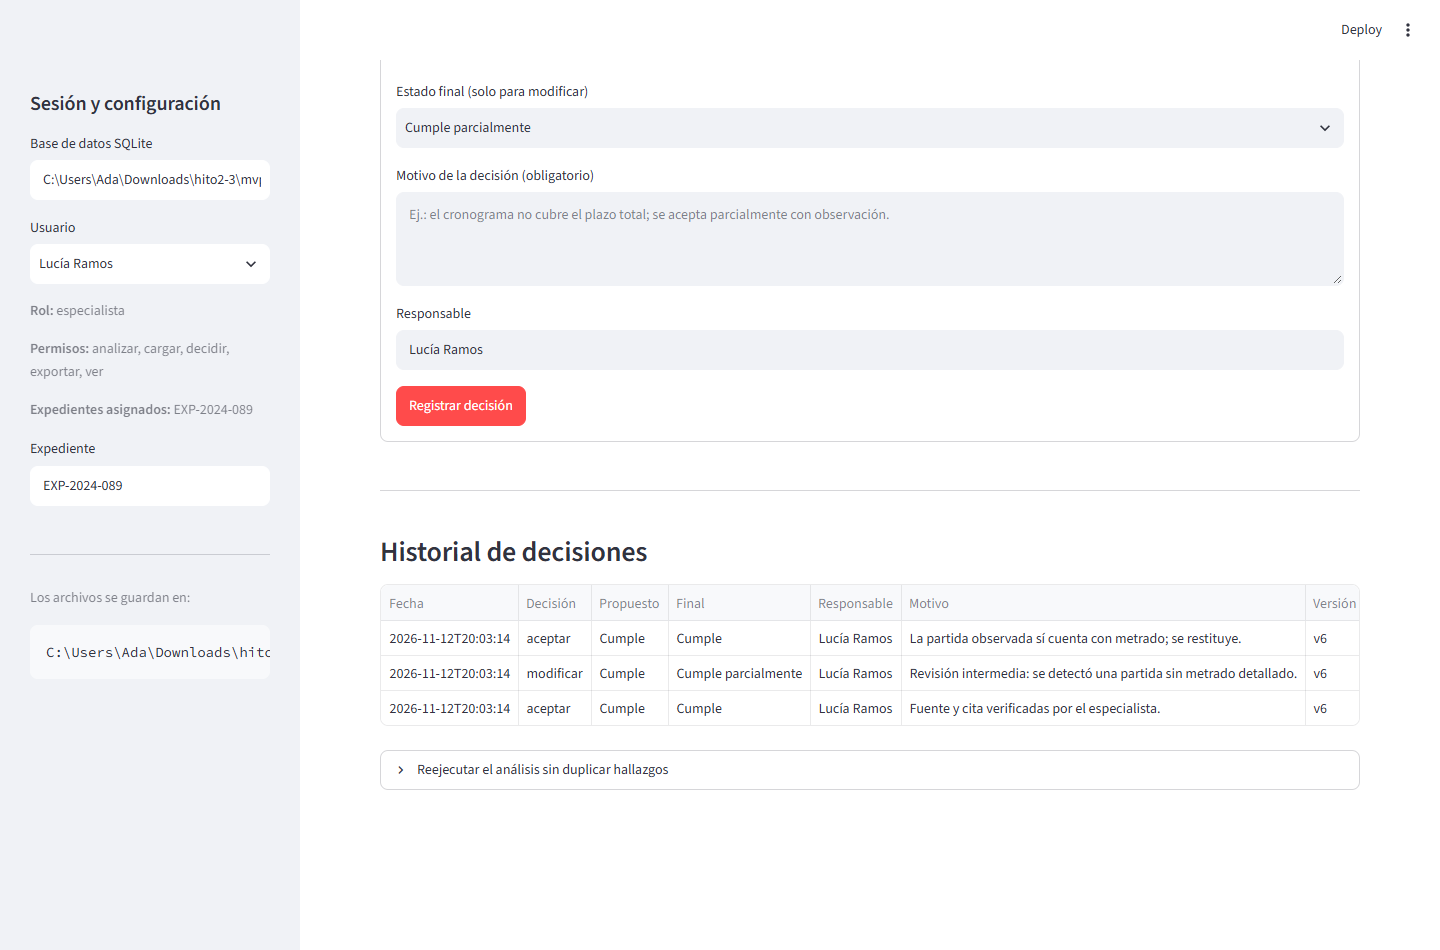 Deploy
Sesión y configuración
Base de datos SQLite
C:\Users\Ada\Downloads\hito2-3\mvp
Usuario
Lucía Ramos
Rol: especialista
Permisos: analizar, cargar, decidir,
exportar, ver
Expedientes asignados: EXP-2024-089
Expediente
EXP-2024-089
Los archivos se guardan en:
C:\Users\Ada\Downloads\hito
Estado final (solo para modificar)
Cumple parcialmente
Motivo de la decisión (obligatorio)
Ej.: el cronograma no cubre el plazo total; se acepta parcialmente con observación.
Responsable
Lucía Ramos
Registrar decisión
Historial de decisiones
Fecha Decisión Propuesto Final Responsable Motivo Versión
2026-11-12T20:03:14 aceptar Cumple Cumple Lucía Ramos La partida observada sí cuenta con metrado; se restituye. v6
2026-11-12T20:03:14 modificar Cumple Cumple parcialmente Lucía Ramos Revisión intermedia: se detectó una partida sin metrado detallado. v6
2026-11-12T20:03:14 aceptar Cumple Cumple Lucía Ramos Fuente y cita verificadas por el especialista. v6
Reejecutar el análisis sin duplicar hallazgos